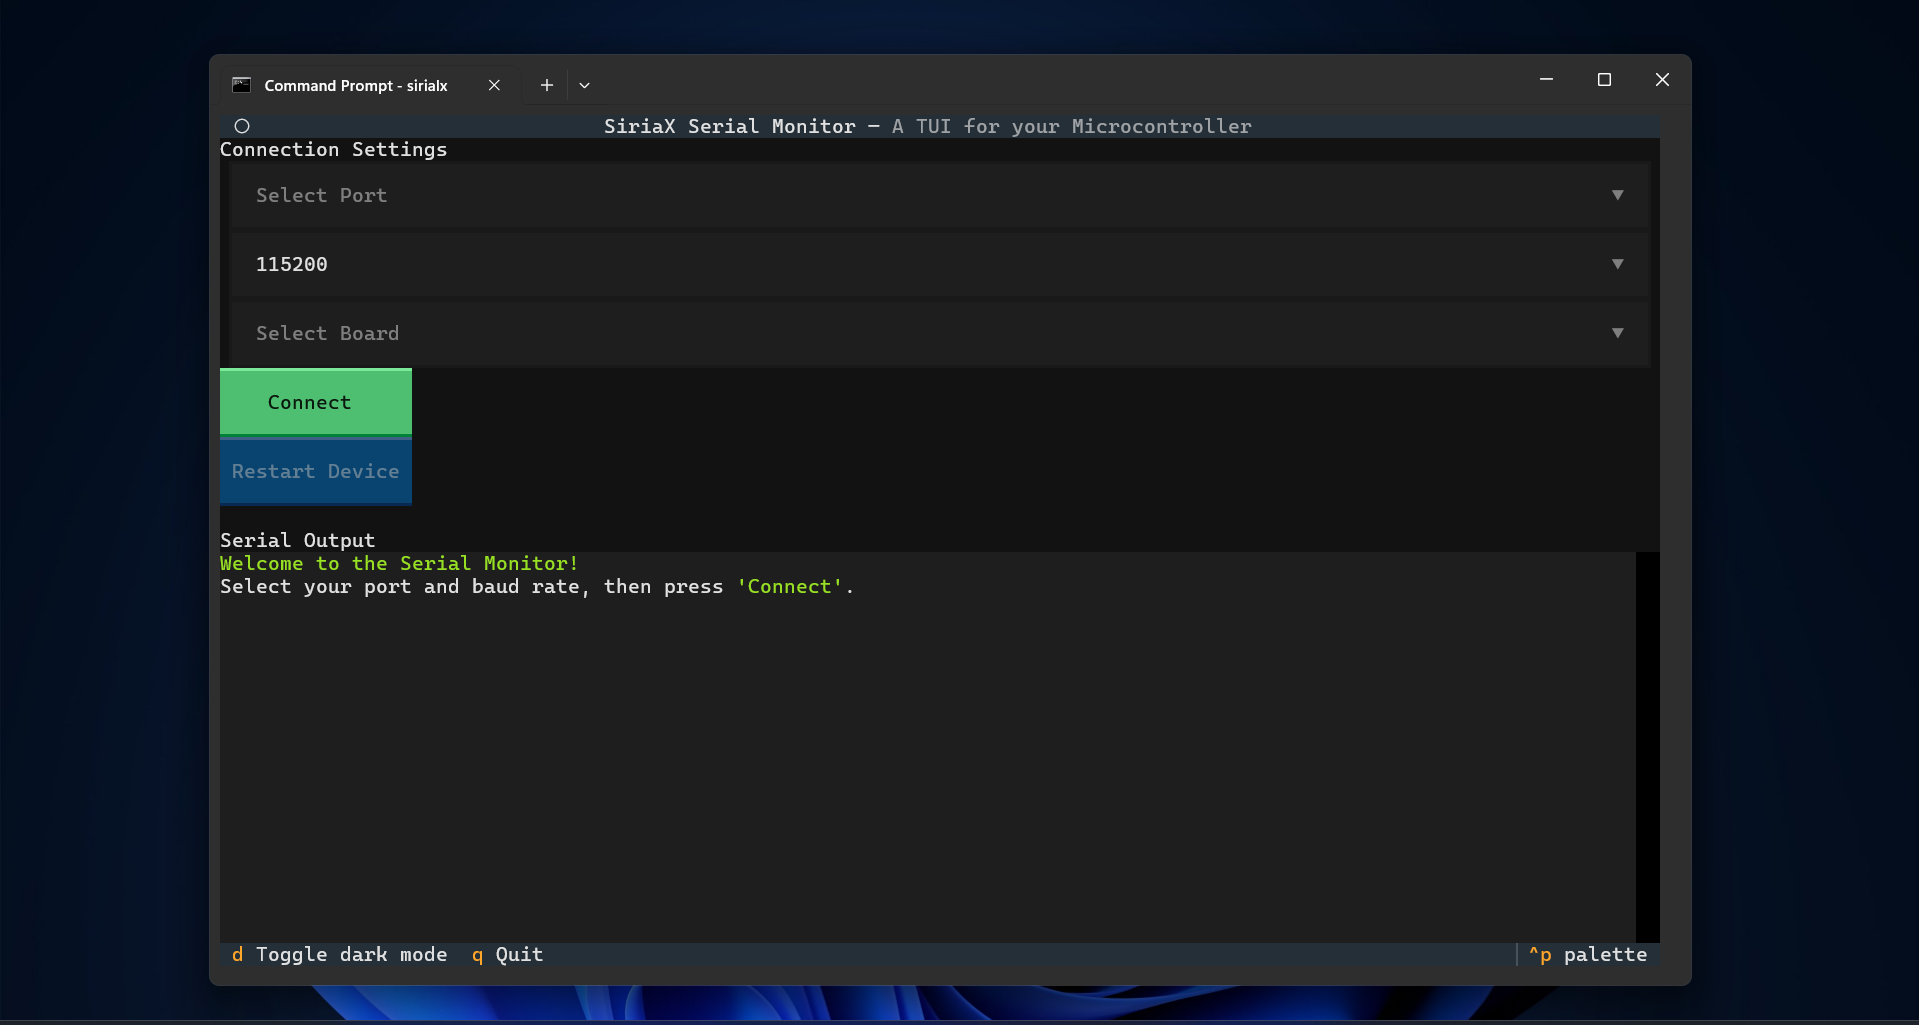 Command Prompt - sirialx
SiriaX Serial Monitor — A TUI for your Microcontroller
Connection Settings
Select Port
115200
Select Board
Connect
Restart Device
Serial Output
Welcome to the Serial Monitor!
Select your port and baud rate, then press 'Connect'.
d Toggle dark mode q Quit ^p palette